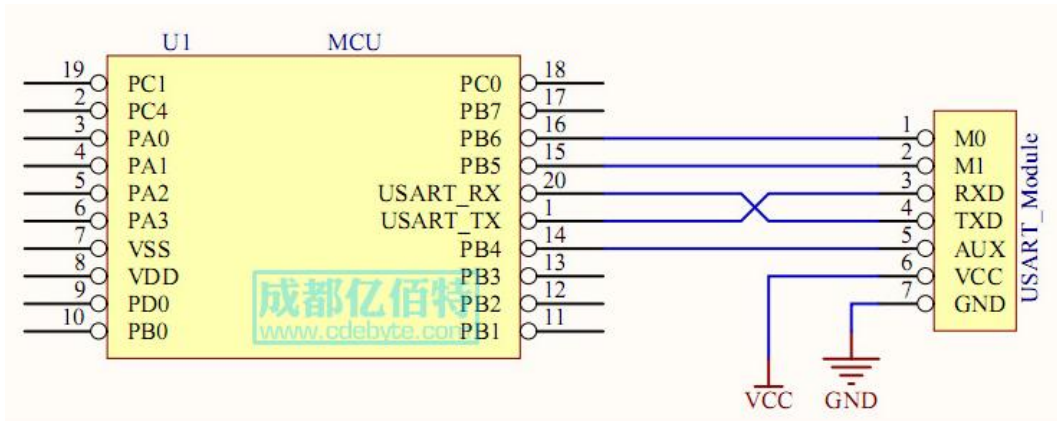 U1 MCU
19 PC1 PC0 18
2 PC4 PB7 17
3 PA0 PB6 16 1 M0
4 PA1 PB5 15 2 M1
5 PA2 USART_RX 20 3 RXD
6 PA3 USART_TX 1 4 TXD
7 VSS PB4 14 5 AUX
8 VDD PB3 13 6 VCC
9 PD0 PB2 12 7 GND
10 PB0 PB1 11
USART_Module
成都亿佰特
www.cdebyte.com
VCC GND